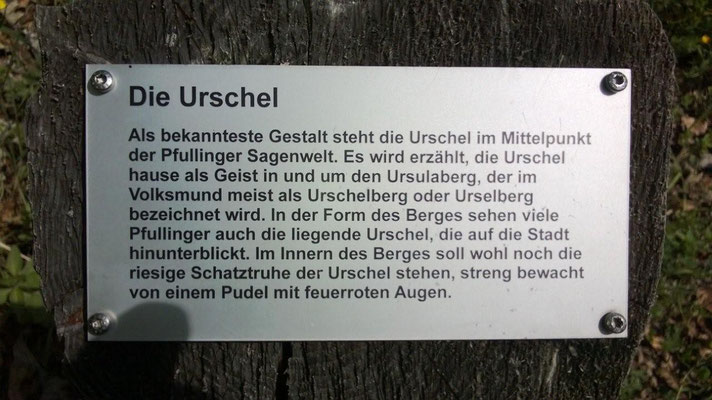 Die Urschel
Als bekannteste Gestalt steht die Urschel im Mittelpunkt
der Pfullinger Sagenwelt. Es wird erzählt, die Urschel
hause als Geist in und um den Ursulaberg, der im
Volksmund meist als Urschelberg oder Urselberg
bezeichnet wird. In der Form des Berges sehen viele
Pfullinger auch die liegende Urschel, die auf die Stadt
hinunterblickt. Im Innern des Berges soll wohl noch die
riesige Schatztruhe der Urschel stehen, streng bewacht
von einem Pudel mit feuerroten Augen.